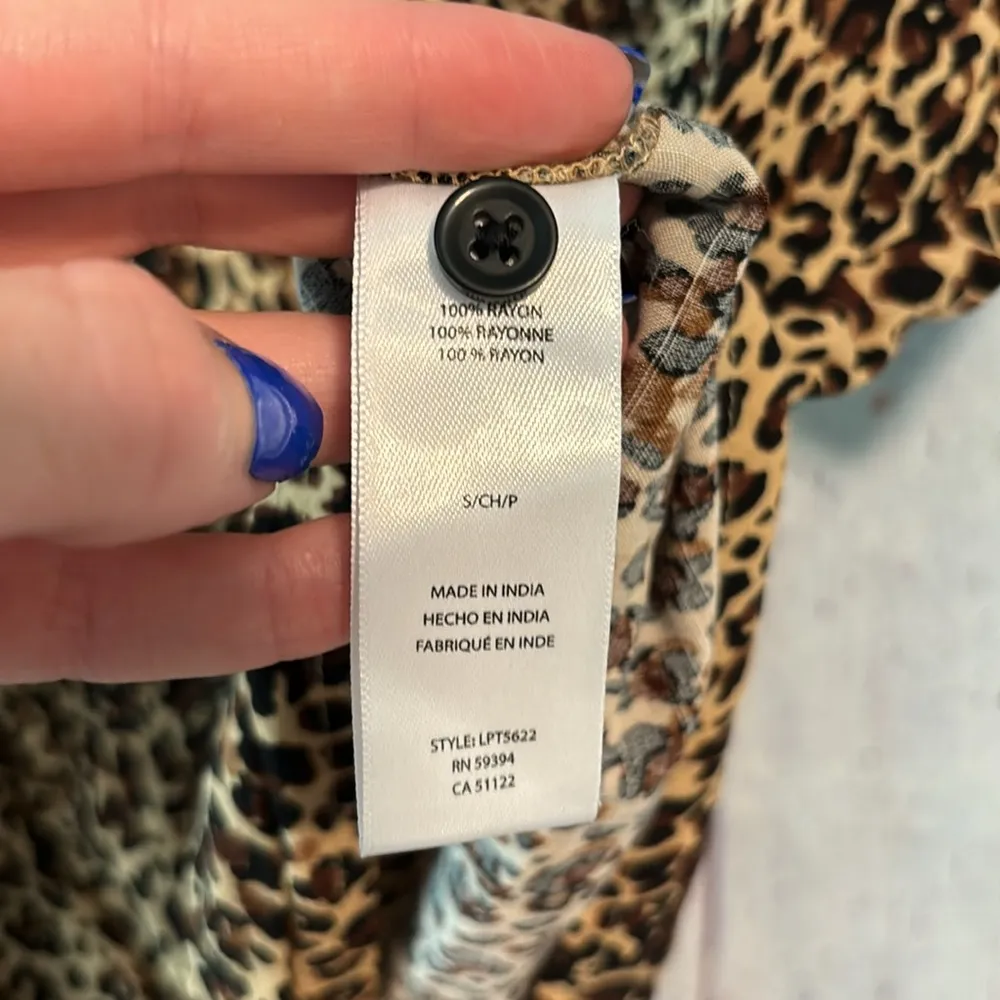 100% RAYON
100% RAYONNE
100 % RAYON
S/CH/P
MADE IN INDIA
HECHO EN INDIA
FABRIQUÉ EN INDE
STYLE: LPT5622
RN 59394
CA 51122